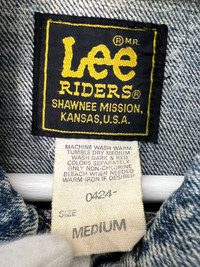 ® M.R.
Lee
RIDERS®
SHAWNEE MISSION,
KANSAS, U.S.A.
MACHINE WASH WARM
TUMBLE DRY MEDIUM
WASH DARK & RED
COLORS SEPARATELY
ONLY NON-CHLORINE
BLEACH WHEN NEEDED
WARM IRON IF DESIRED
0424-
SIZE
MEDIUM